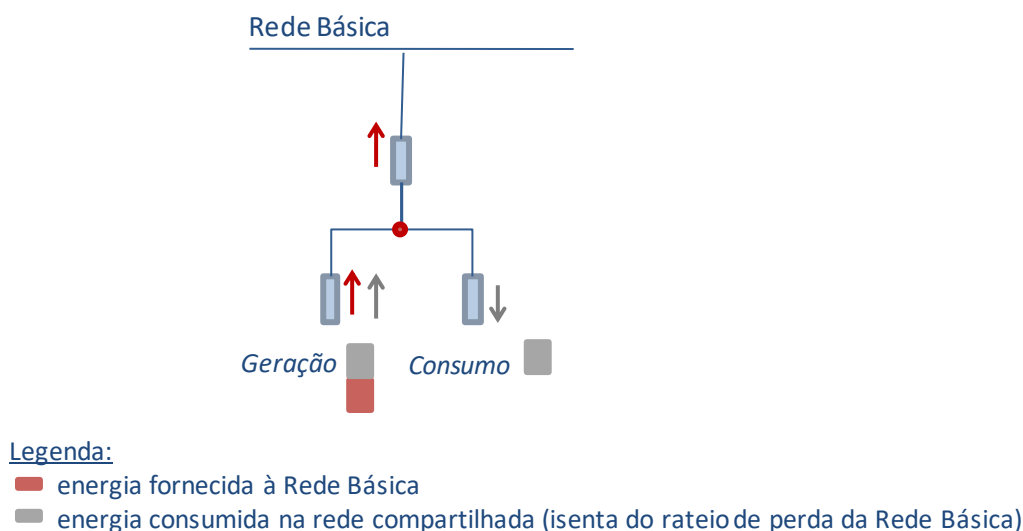 Rede Básica
Geração
Consumo
Legenda:
energia fornecida à Rede Básica
energia consumida na rede compartilhada (isenta do rateio de perda da Rede Básica)